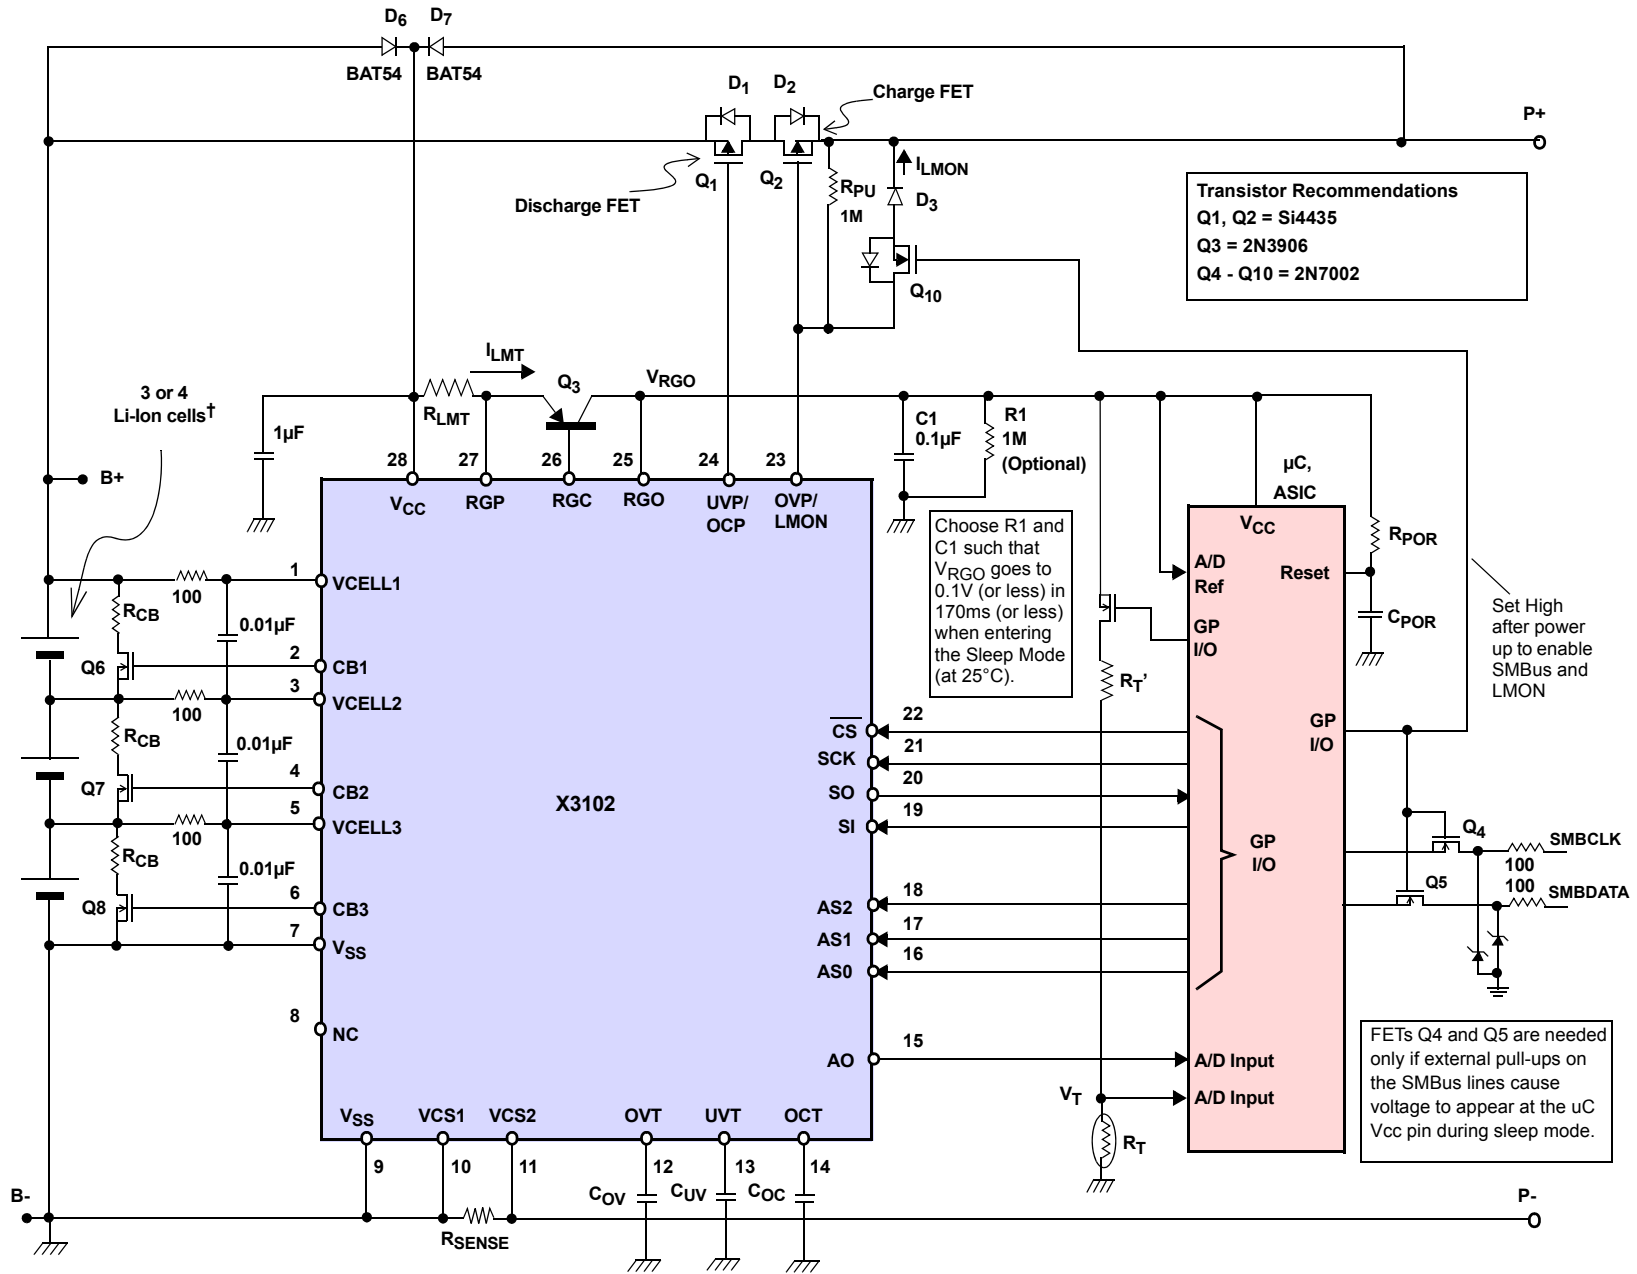 D6 D7
BAT54 BAT54
D1 D2
Charge FET
P+
Q1 Q2
Discharge FET
RPU
1M
ILMON
D3
Q10
Transistor Recommendations
Q1, Q2 = Si4435
Q3 = 2N3906
Q4 - Q10 = 2N7002
3 or 4
Li-Ion cells†
B+
1µF
ILMT
RLMT
Q3
VRGO
C1
0.1µF
R1
1M
(Optional)
28 27 26 25 24 23
VCC RGP RGC RGO UVP/
OCP
OVP/
LMON
µC,
ASIC
VCC
RPOR
Reset
CPOR
A/D
Ref
GP
I/O
Choose R1 and
C1 such that
VRGO goes to
0.1V (or less) in
170ms (or less)
when entering
the Sleep Mode
(at 25°C).
Set High
after power
up to enable
SMBus and
LMON
RT'
GP
I/O
100
1 VCELL1
RCB
0.01µF
Q6
2 CB1
3 VCELL2
100
RCB
0.01µF
Q7
4 CB2
5 VCELL3
100
RCB
0.01µF
Q8
6 CB3
7 VSS
8 NC
X3102
CS 22
SCK 21
SO 20
SI 19
AS2 18
AS1 17
AS0 16
AO 15
GP
I/O
Q4
SMBCLK
100
Q5
100
SMBDATA
A/D Input
VT
A/D Input
RT
FETs Q4 and Q5 are needed
only if external pull-ups on
the SMBus lines cause
voltage to appear at the uC
Vcc pin during sleep mode.
VSS VCS1 VCS2 OVT UVT OCT
9 10 11 12 13 14
COV CUV COC
B-
RSENSE
P-